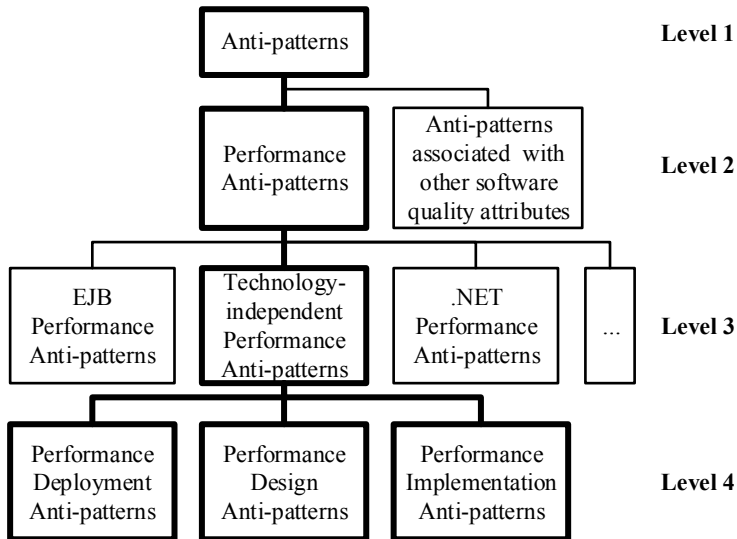 Anti-patterns
Level 1
Performance
Anti-patterns
Anti-patterns
associated with
other software
quality attributes
Level 2
EJB
Performance
Anti-patterns
Technology-
independent
Performance
Anti-patterns
.NET
Performance
Anti-patterns
...
Level 3
Performance
Deployment
Anti-patterns
Performance
Design
Anti-patterns
Performance
Implementation
Anti-patterns
Level 4